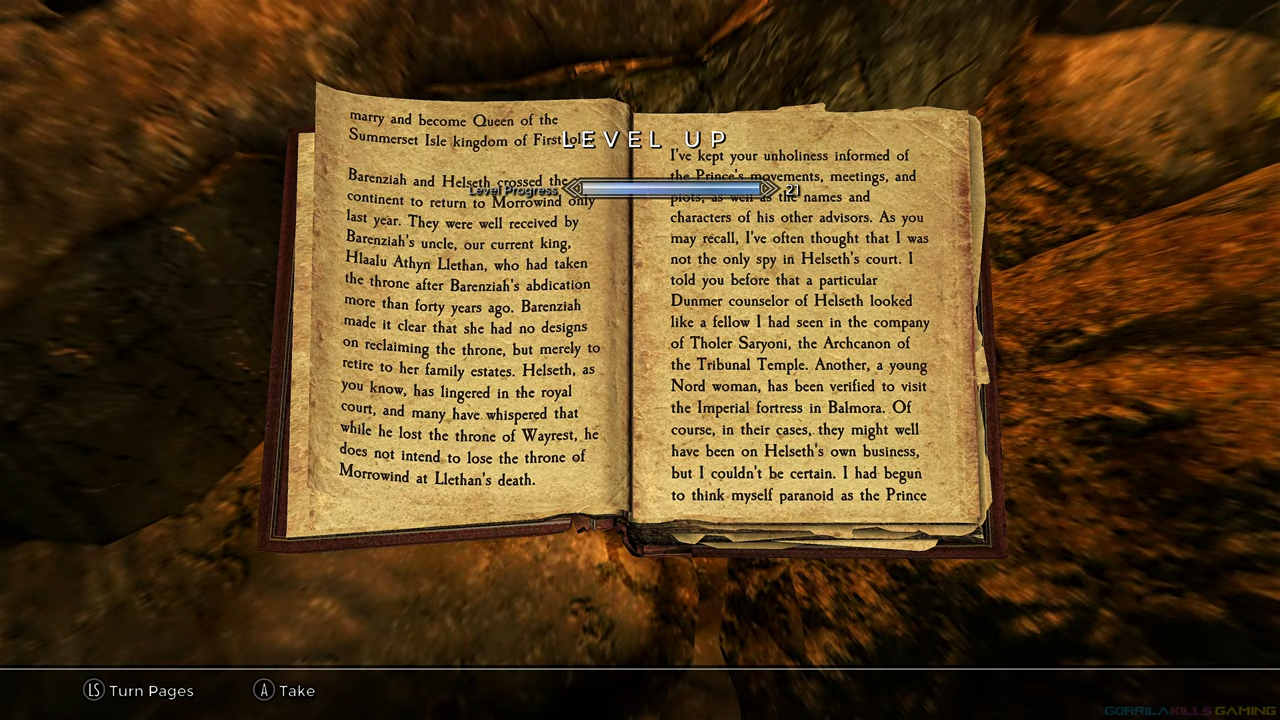 marry and become Queen of the
Summerset Isle kingdom of
Barenziah and Helseth crossed the
continent to return to Morrowind only
last year. They were well received by
Barenziah's uncle, our current king,
Hlaalu Athyn Llethan, who had taken
the throne after Barenziah's abdication
more than forty years ago. Barenziah
made it clear that she had no designs
on reclaiming the throne, but merely to
retire to her family estates. Helseth, as
you know, has lingered in the royal
court, and many have whispered that
while he lost the throne of Wayrest, he
does not intend to lose the throne of
Morrowind at Llethan's death.
LEVEL UP
Level Progress
21
I've kept your unholiness informed of
the Prince's movements, meetings, and
plots, as well as the names and
characters of his other advisors. As you
may recall, I've often thought that I was
not the only spy in Helseth's court. I
told you before that a particular
Dunmer counselor of Helseth looked
like a fellow I had seen in the company
of Tholer Saryoni, the Archcanon of
the Tribunal Temple. Another, a young
Nord woman, has been verified to visit
the Imperial fortress in Balmora. Of
course, in their cases, they might well
have been on Helseth's own business,
but I couldn't be certain. I had begun
to think myself paranoid as the Prince
LS Turn Pages
A Take
GORRILAKILLS GAMING